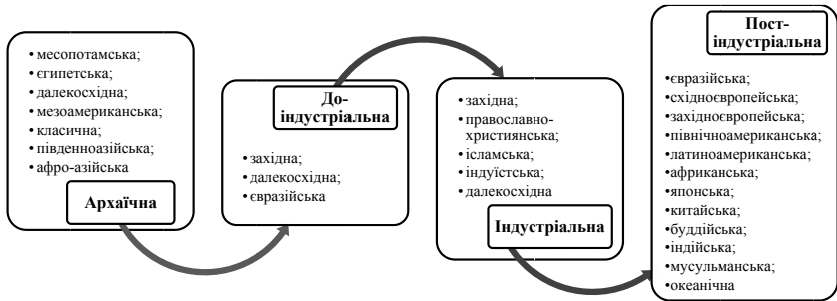 • месопотамська;
• єгипетська;
• далекосхідна;
• мезоамериканська;
• класична;
• південноазійська;
• афро-азійська
Архаїчна
До-
індустріальна
• західна;
• далекосхідна;
• євразійська
• західна;
• православно-
християнська;
• ісламська;
• індуїстська;
• далекосхідна
Індустріальна
Пост-
індустріальна
•євразійська;
•східноєвропейська;
•західноєвропейська;
•північноамериканська;
•латиноамериканська;
•африканська;
•японська;
•китайська;
•буддійська;
•індійська;
•мусульманська;
•океанічна